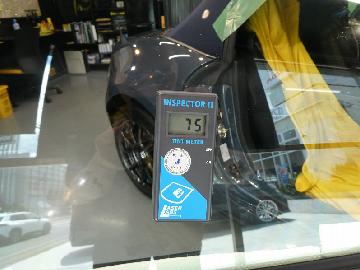 INSPECTOR II
75
TINT METER
LASER
LABS